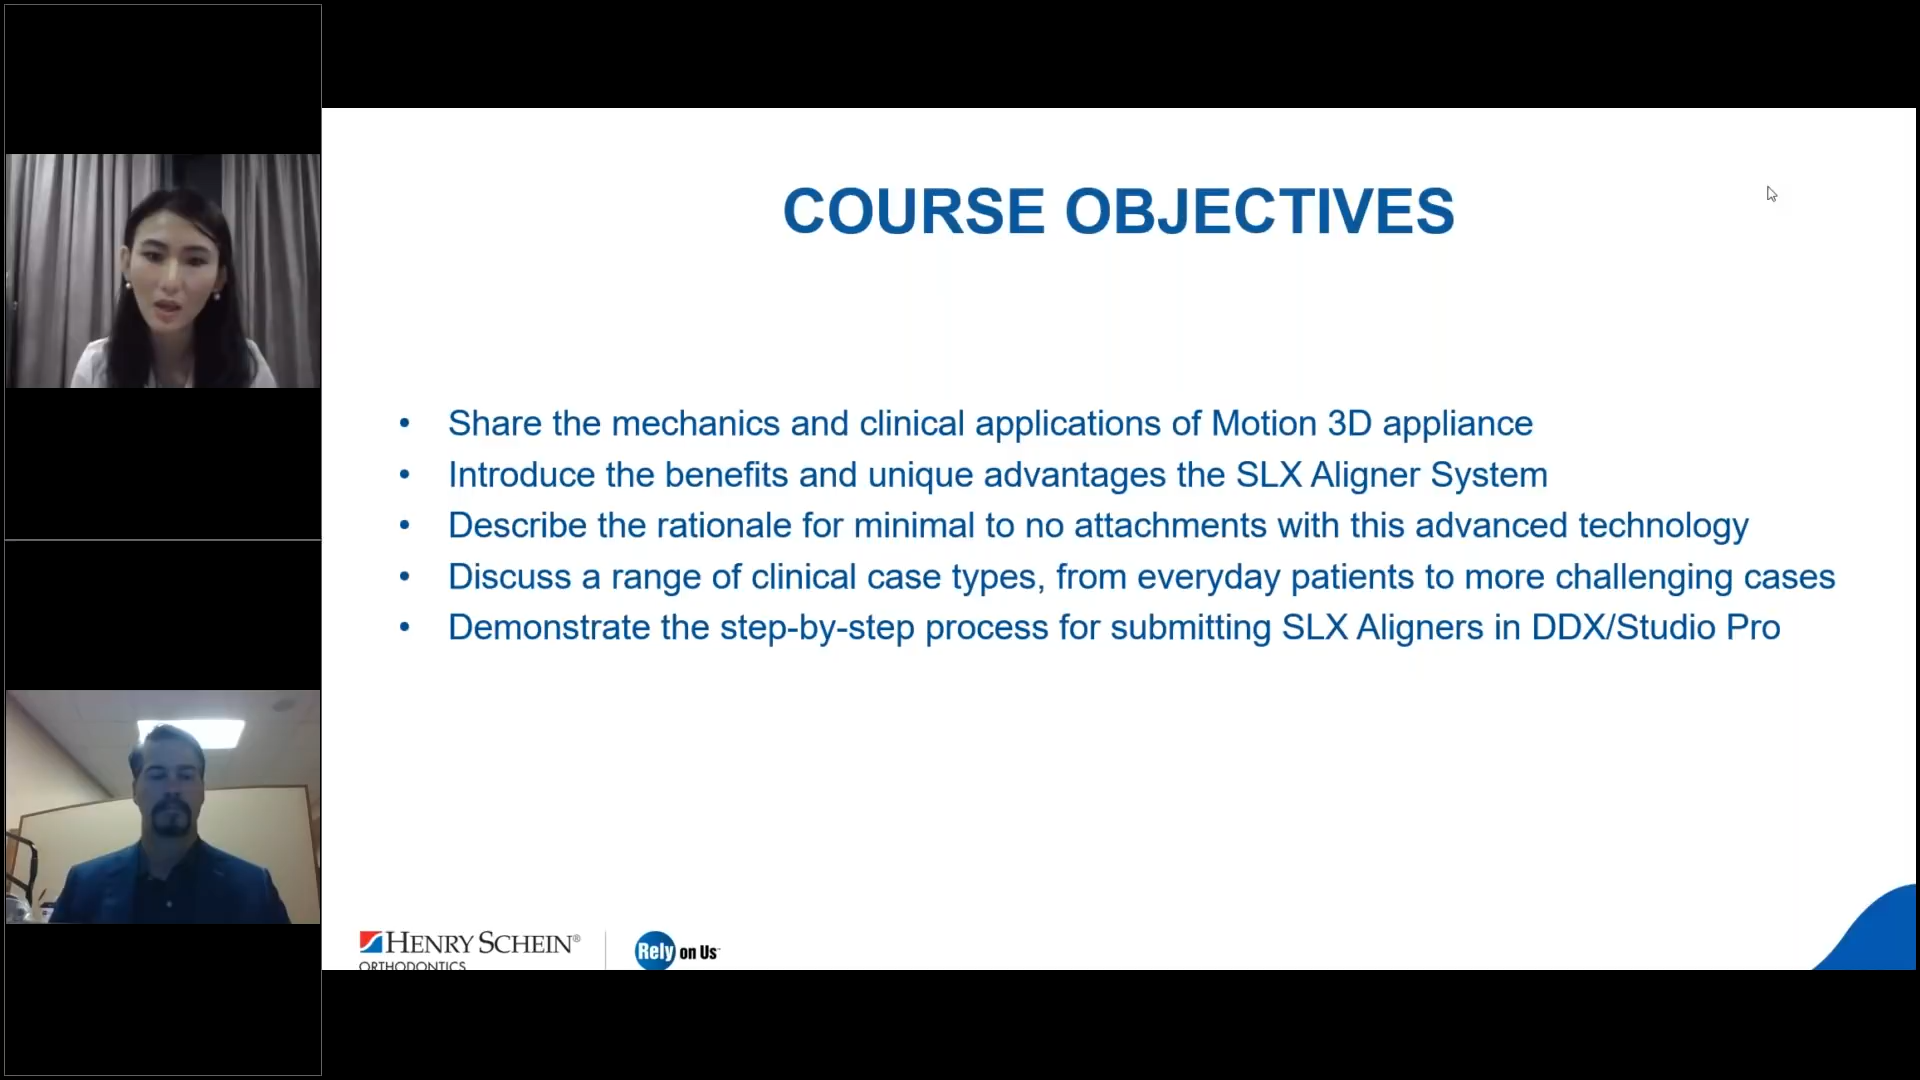 COURSE OBJECTIVES
• Share the mechanics and clinical applications of Motion 3D appliance
• Introduce the benefits and unique advantages the SLX Aligner System
• Describe the rationale for minimal to no attachments with this advanced technology
• Discuss a range of clinical case types, from everyday patients to more challenging cases
• Demonstrate the step-by-step process for submitting SLX Aligners in DDX/Studio Pro
HENRY SCHEIN®
ORTHODONTICS
Rely on Us™